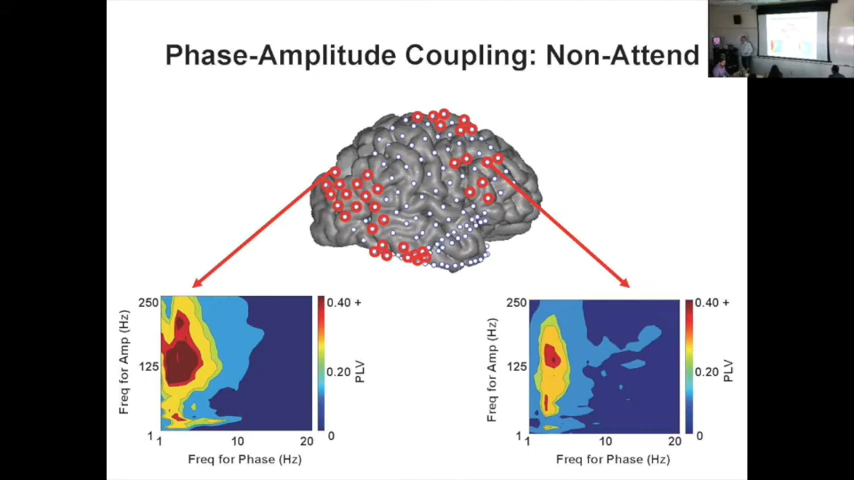 Phase-Amplitude Coupling: Non-Attend
250
125
1
1
10
20
Freq for Amp (Hz)
Freq for Phase (Hz)
0.40 +
0.20
0
PLV
250
125
1
1
10
20
Freq for Amp (Hz)
Freq for Phase (Hz)
0.40 +
0.20
0
PLV